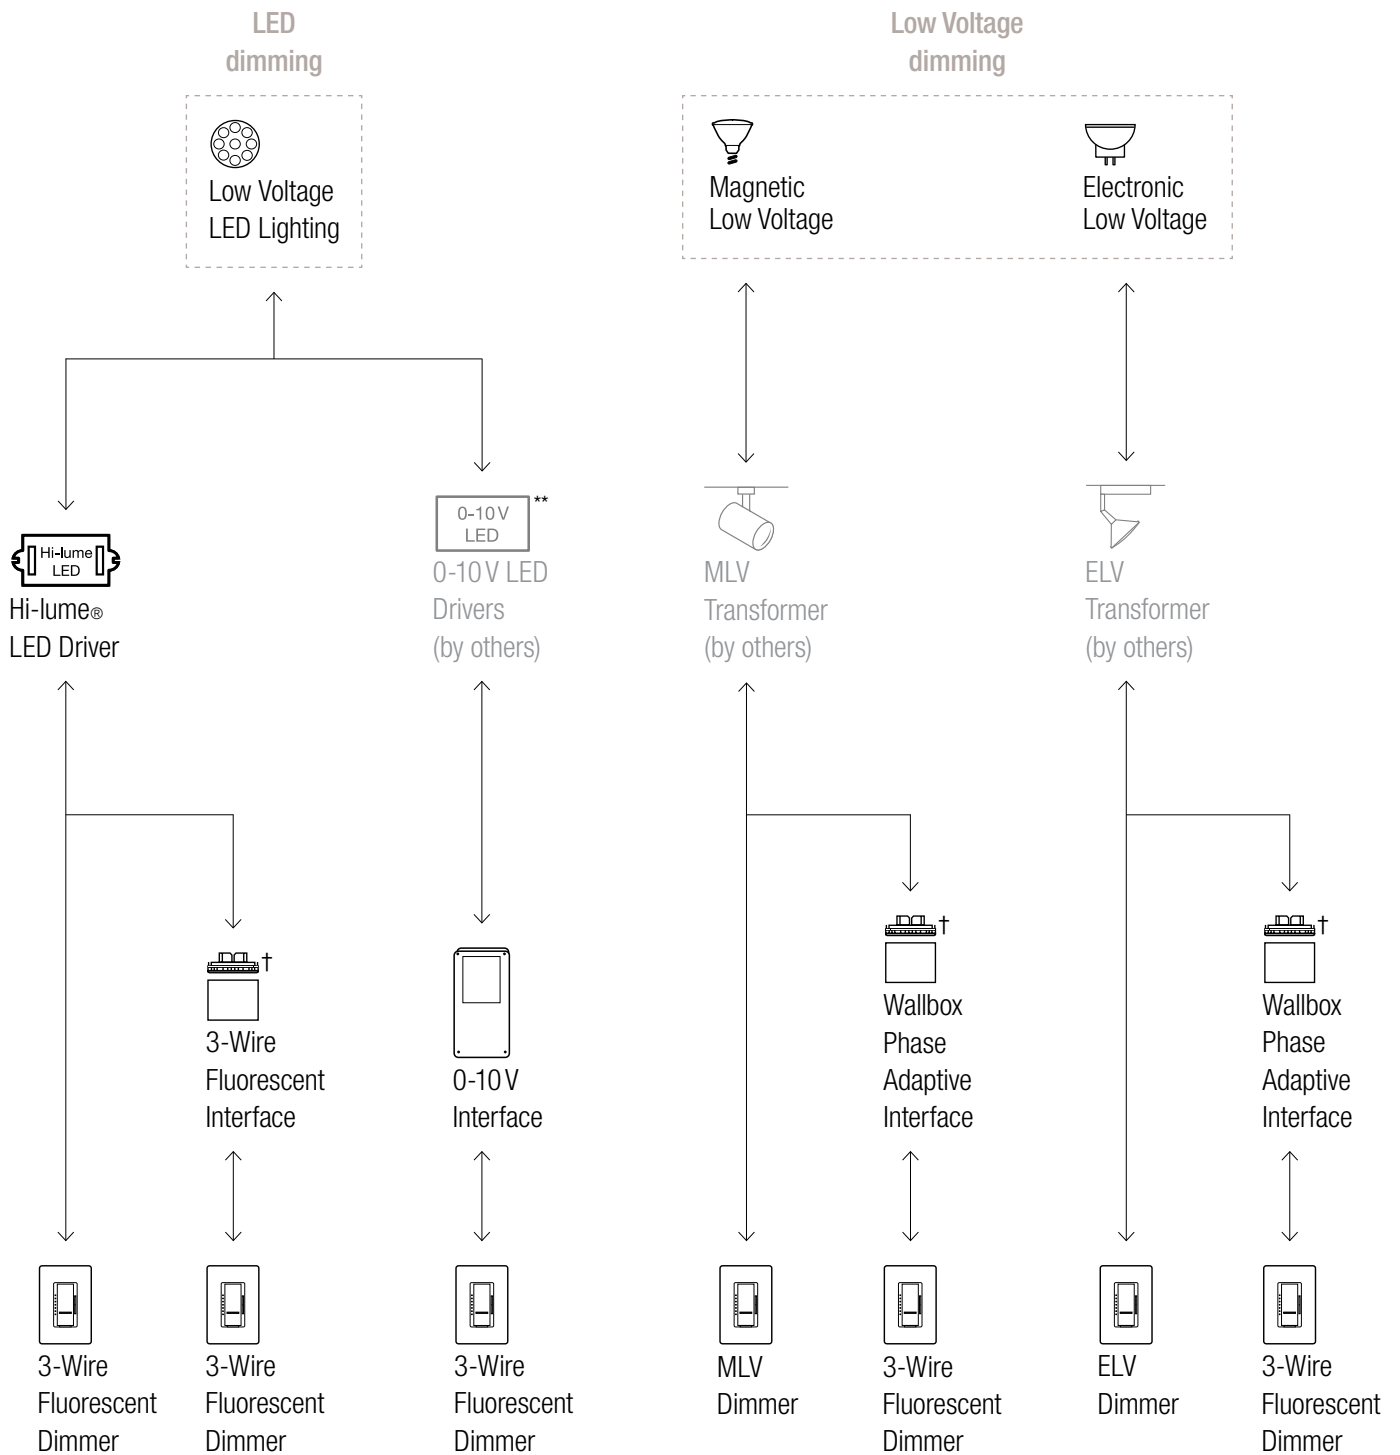 LED
dimming
Low Voltage
dimming
Low Voltage
LED Lighting
Magnetic
Low Voltage
Electronic
Low Voltage
Hi-lume
LED
Hi-lume®
LED Driver
0-10 V
LED
**
0-10 V LED
Drivers
(by others)
MLV
Transformer
(by others)
ELV
Transformer
(by others)
†
3-Wire
Fluorescent
Interface
0-10 V
Interface
†
Wallbox
Phase
Adaptive
Interface
†
Wallbox
Phase
Adaptive
Interface
3-Wire
Fluorescent
Dimmer
3-Wire
Fluorescent
Dimmer
3-Wire
Fluorescent
Dimmer
MLV
Dimmer
3-Wire
Fluorescent
Dimmer
ELV
Dimmer
3-Wire
Fluorescent
Dimmer